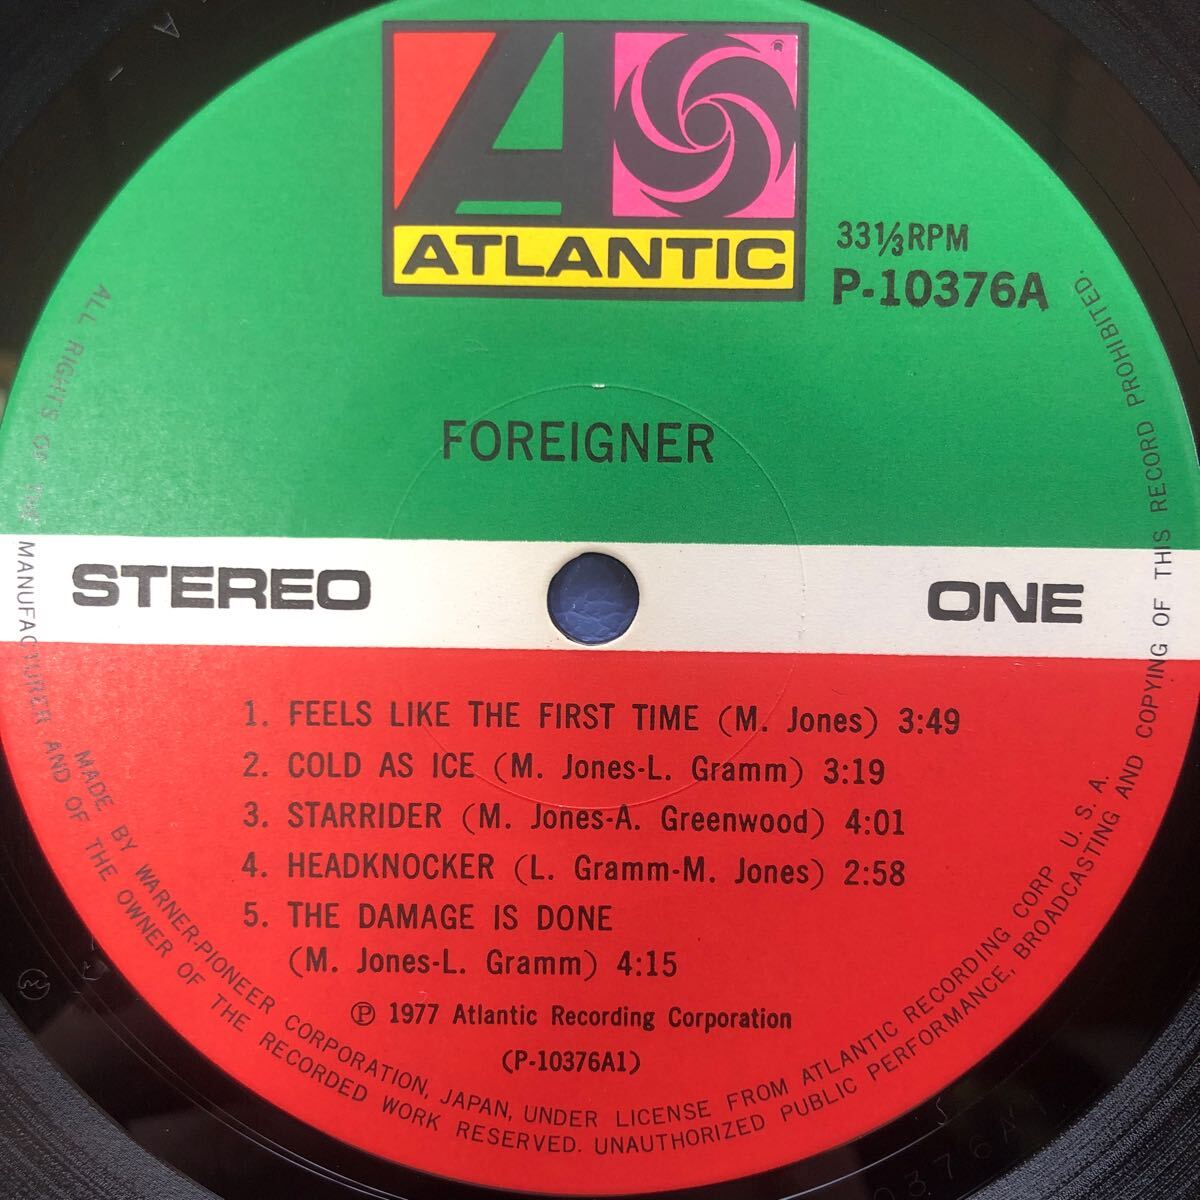 ATLANTIC
®
33⅓RPM
P-10376A
FOREIGNER
STEREO
ONE
1. FEELS LIKE THE FIRST TIME (M. Jones) 3:49
2. COLD AS ICE (M. Jones-L. Gramm) 3:19
3. STARRIDER (M. Jones-A. Greenwood) 4:01
4. HEADKNOCKER (L. Gramm-M. Jones) 2:58
5. THE DAMAGE IS DONE
(M. Jones-L. Gramm) 4:15
℗ 1977 Atlantic Recording Corporation
(P-10376A1)
MADE BY WARNER-PIONEER CORPORATION, JAPAN, UNDER LICENSE FROM ATLANTIC RECORDING CORP U. S. A.
ALL RIGHTS OF THE MANUFACTURER AND OF THE OWNER OF THE RECORDED WORK RESERVED. UNAUTHORIZED PUBLIC PERFORMANCE, BROADCASTING AND COPYING OF THIS RECORD PROHIBITED.